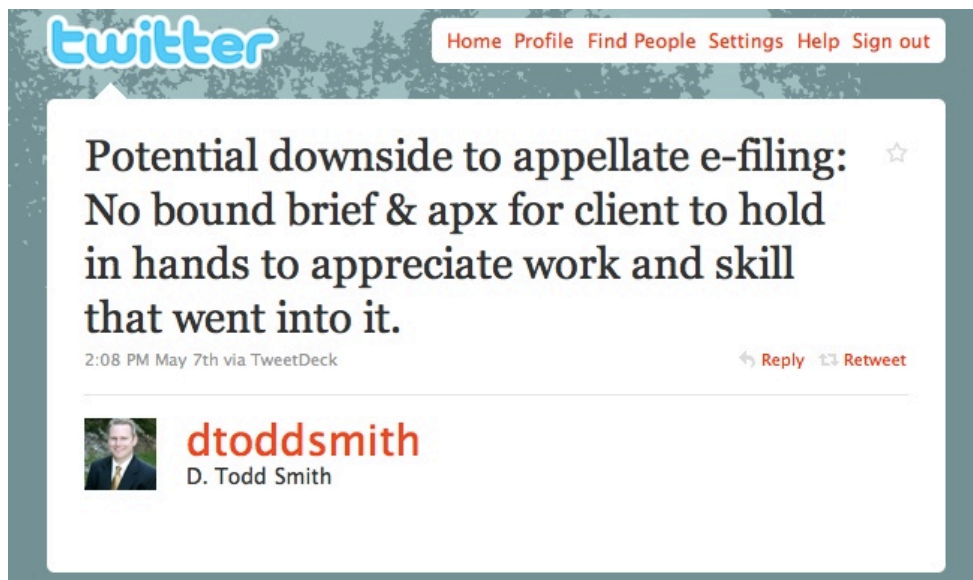 twitter
Home Profile Find People Settings Help Sign out
Potential downside to appellate e-filing:
No bound brief & apx for client to hold
in hands to appreciate work and skill
that went into it.
2:08 PM May 7th via TweetDeck
Reply Retweet
dtoddsmith
D. Todd Smith